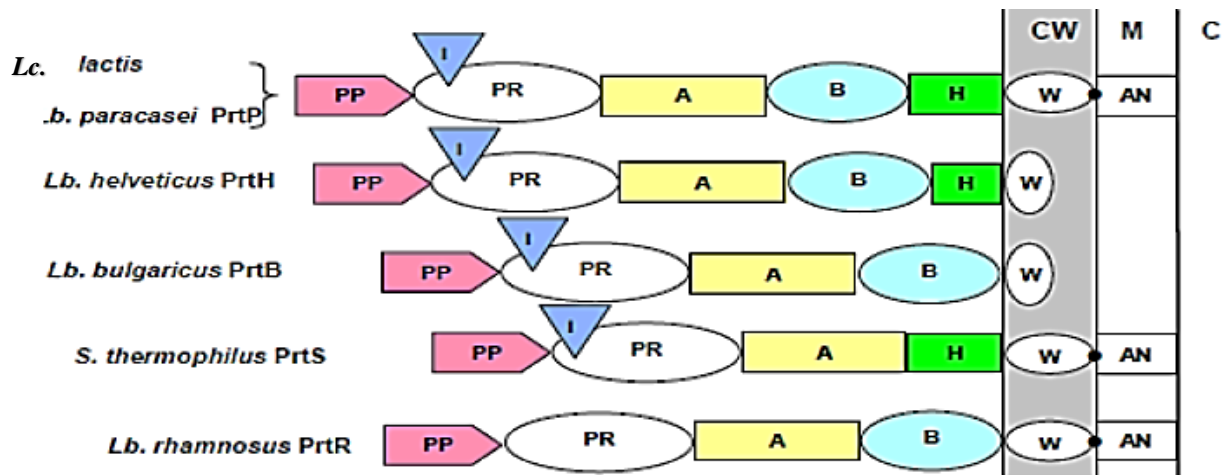 CW M C
Lc. lactis
I
PP PR A B H W AN
.b. paracasei PrtP
I
Lb. helveticus PrtH PP PR A B H W
I
Lb. bulgaricus PrtB PP PR A B W
I
S. thermophilus PrtS PP PR A H W AN
Lb. rhamnosus PrtR PP PR A B W AN